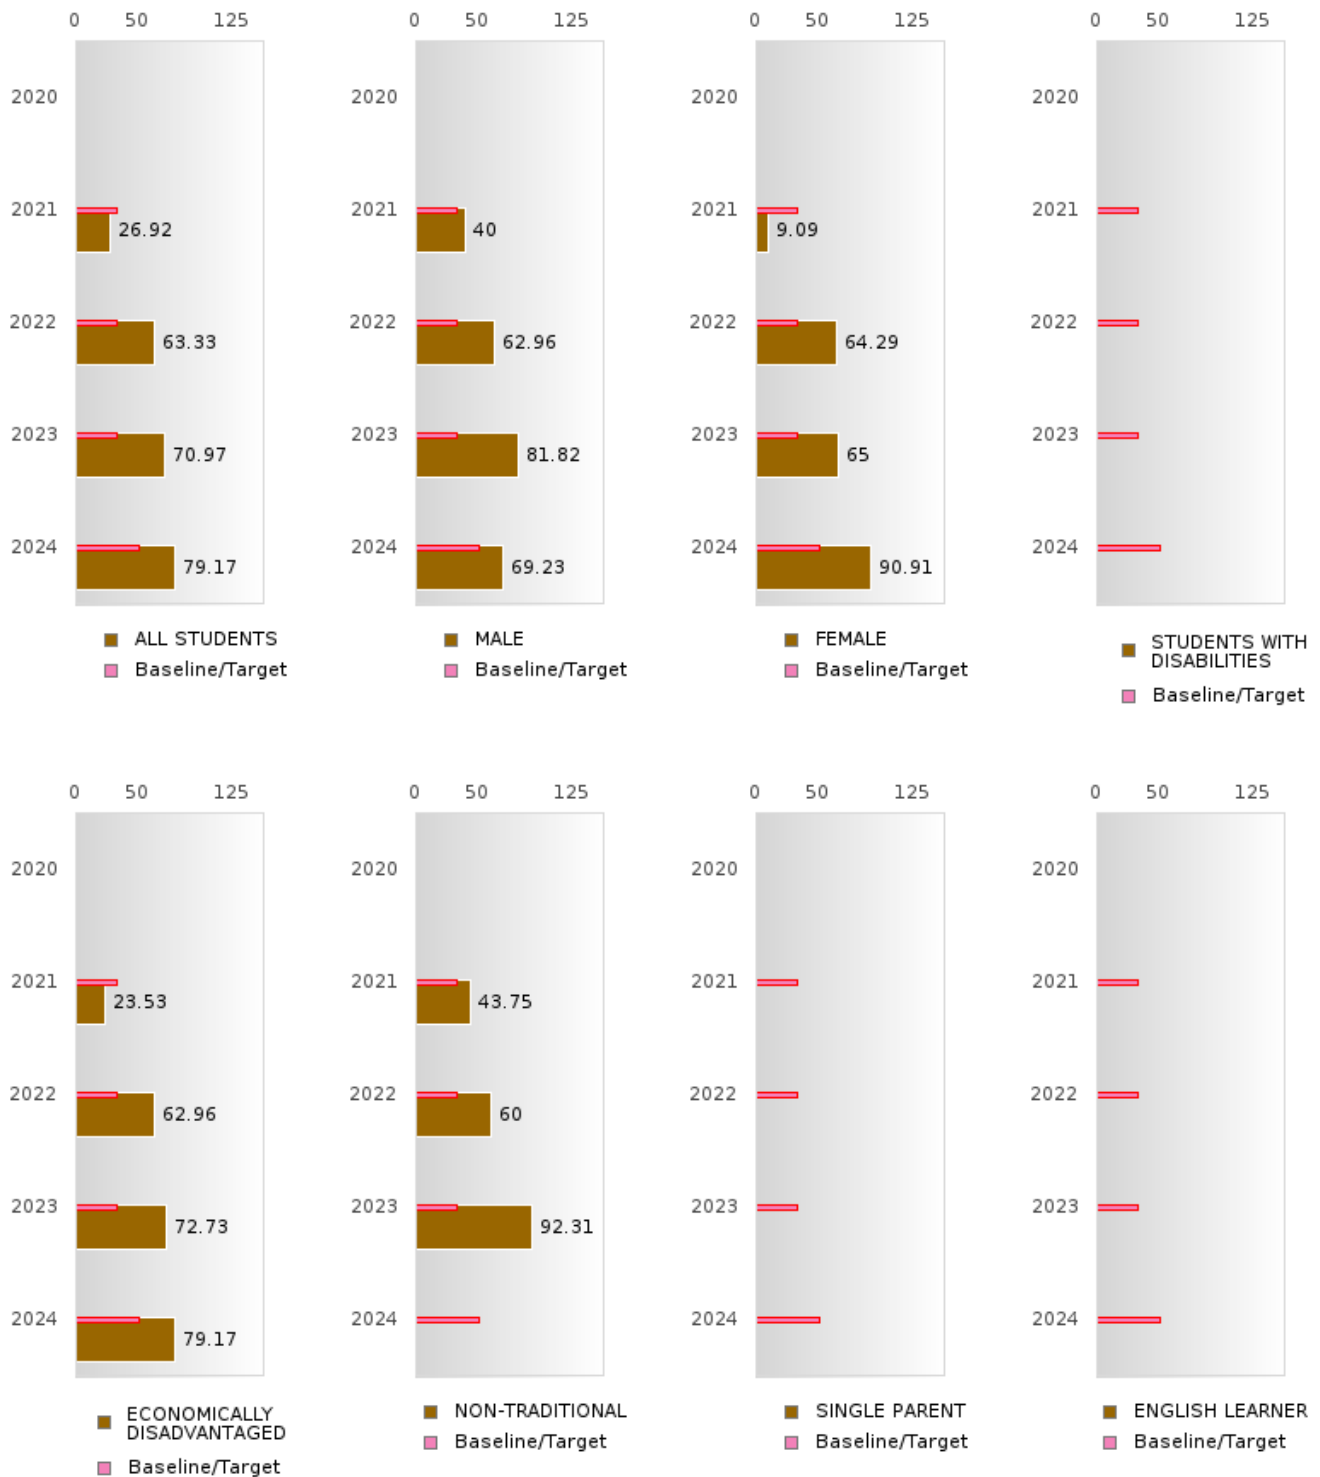 0 50 125 0 50 125 0 50 125 0 50 125
2020 2020 2020 2020
2021 2021 2021 2021
26.92 40 9.09
2022 2022 2022 2022
63.33 62.96 64.29
2023 2023 2023 2023
70.97 81.82 65
2024 2024 2024 2024
79.17 69.23 90.91
ALL STUDENTS MALE FEMALE STUDENTS WITH
DISABILITIES
Baseline/Target Baseline/Target Baseline/Target Baseline/Target
0 50 125 0 50 125 0 50 125 0 50 125
2020 2020 2020 2020
2021 2021 2021 2021
23.53 43.75
2022 2022 2022 2022
62.96 60
2023 2023 2023 2023
72.73 92.31
2024 2024 2024 2024
79.17
ECONOMICALLY NON-TRADITIONAL SINGLE PARENT ENGLISH LEARNER
DISADVANTAGED
Baseline/Target Baseline/Target Baseline/Target Baseline/Target